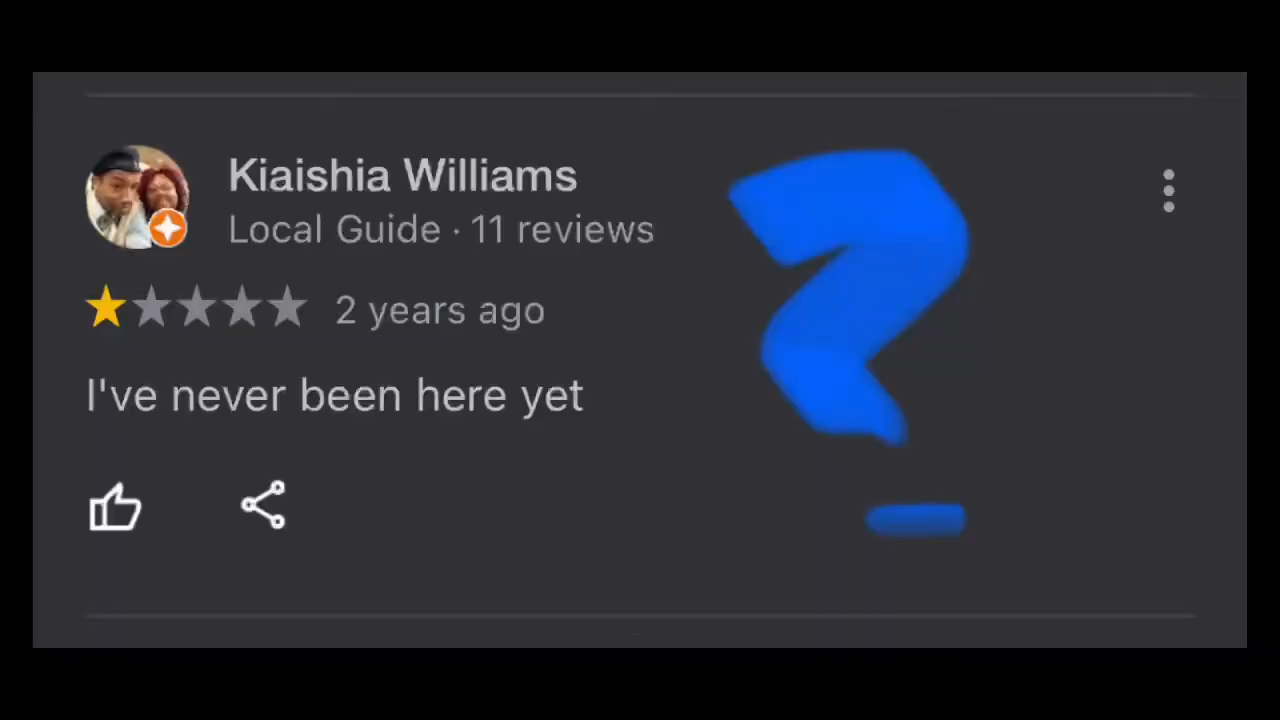 Kiaishia Williams
Local Guide · 11 reviews
2 years ago
I've never been here yet
?